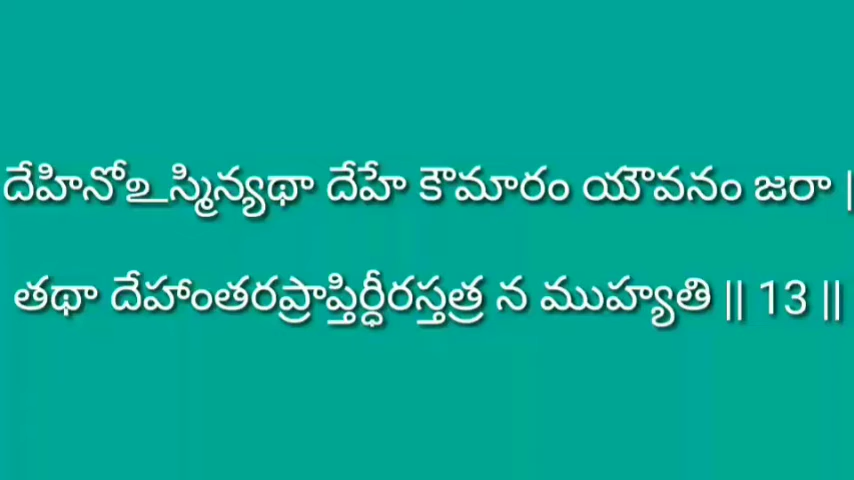 దేహినోఽస్మిన్యథా దేహే కౌమారం యౌవనం జరా |
తథా దేహాంతరప్రాప్తిర్ధీరస్తత్ర న ముహ్యతి || 13 ||